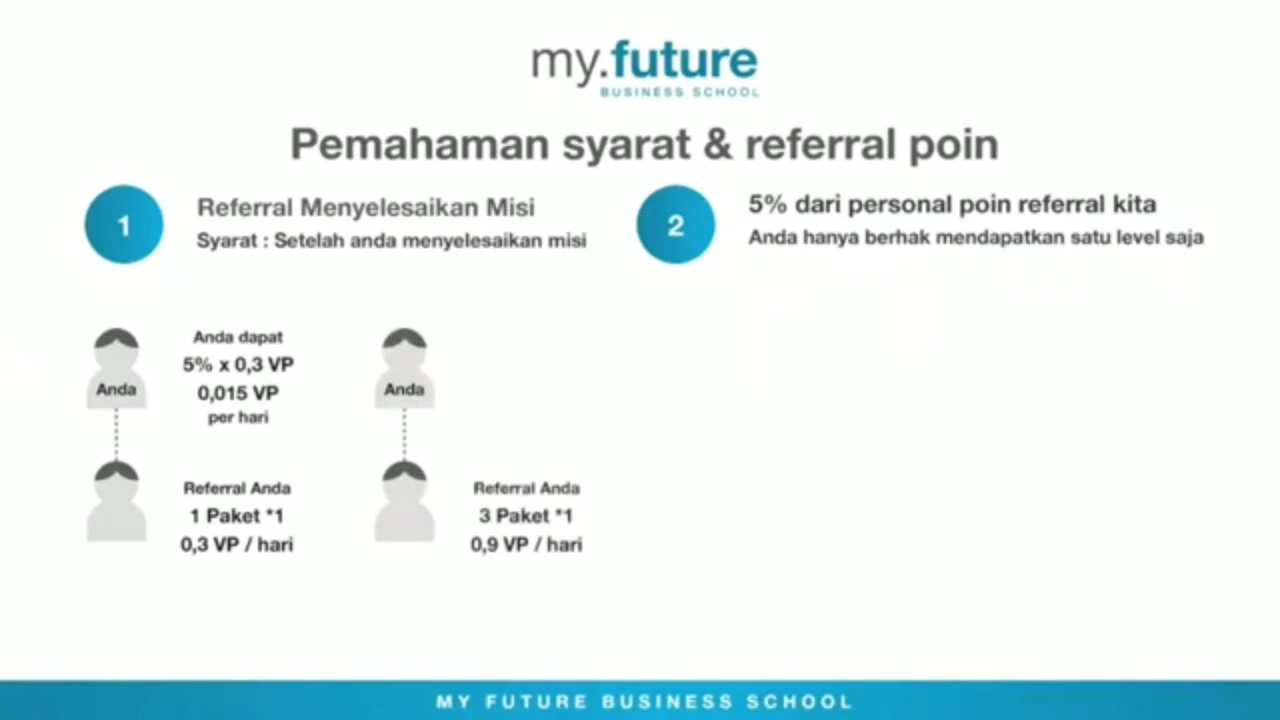 my.future
BUSINESS SCHOOL
Pemahaman syarat & referral poin
1
Referral Menyelesaikan Misi
Syarat : Setelah anda menyelesaikan misi
2
5% dari personal poin referral kita
Anda hanya berhak mendapatkan satu level saja
Anda
Anda dapat
5% x 0,3 VP
0,015 VP
per hari
Anda
Referral Anda
1 Paket *1
0,3 VP / hari
Referral Anda
3 Paket *1
0,9 VP / hari
MY FUTURE BUSINESS SCHOOL